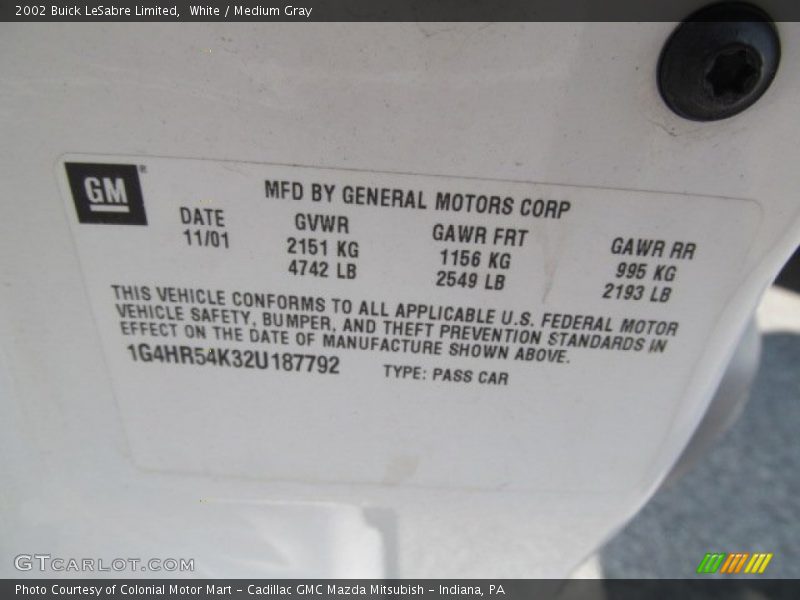 2002 Buick LeSabre Limited,  White / Medium Gray
GM
MFD BY GENERAL MOTORS CORP
DATE GVWR GAWR FRT GAWR RR
11/01 2151 KG 1156 KG 995 KG
4742 LB 2549 LB 2193 LB
THIS VEHICLE CONFORMS TO ALL APPLICABLE U.S. FEDERAL MOTOR
VEHICLE SAFETY, BUMPER, AND THEFT PREVENTION STANDARDS IN
EFFECT ON THE DATE OF MANUFACTURE SHOWN ABOVE.
1G4HR54K32U187792 TYPE: PASS CAR
GTCARLOT.COM
Photo Courtesy of Colonial Motor Mart - Cadillac GMC Mazda Mitsubish - Indiana, PA